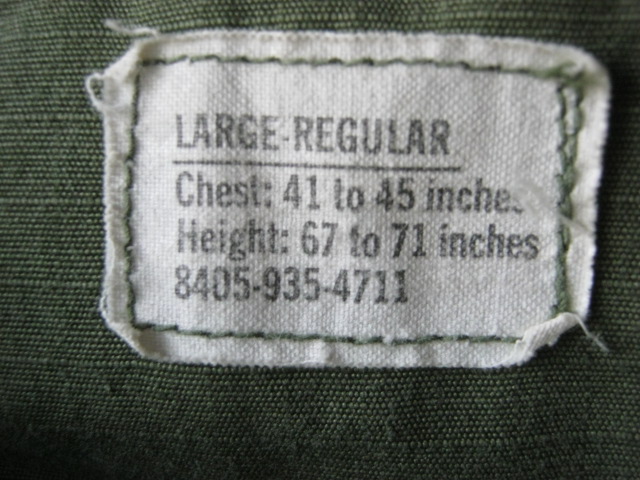 LARGE-REGULAR
Chest: 41 to 45 inches
Height: 67 to 71 inches
8405-935-4711